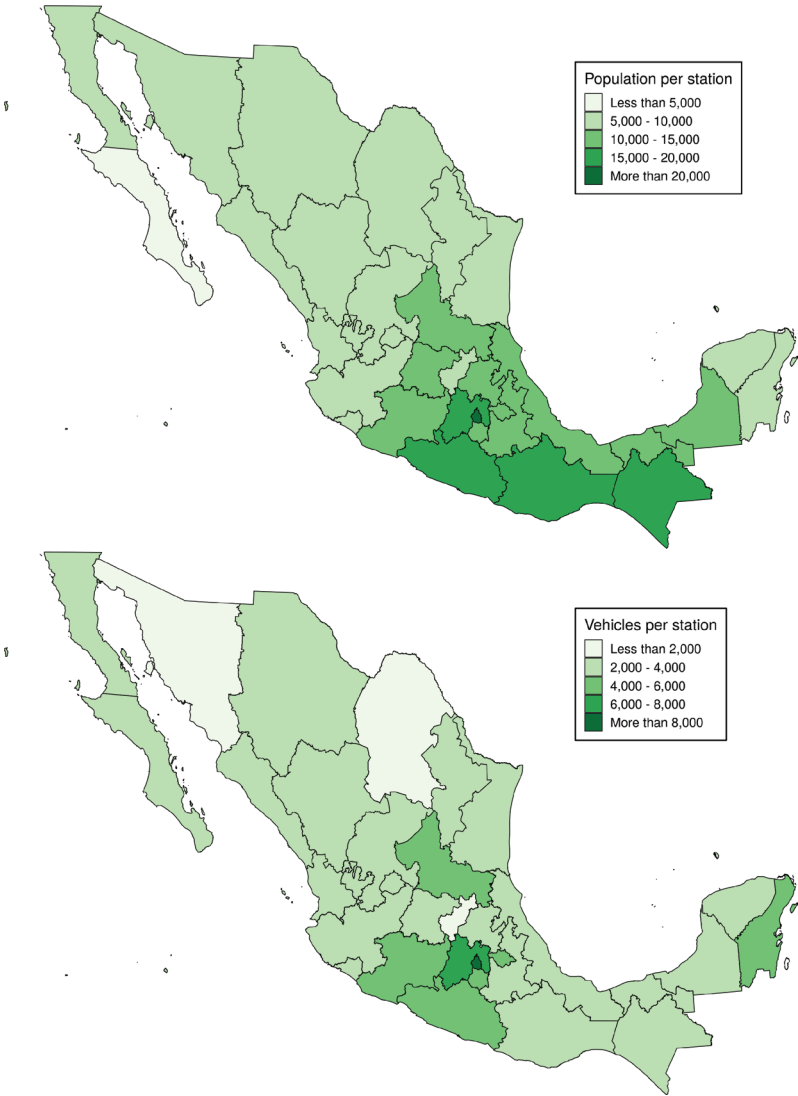 Population per station
Less than 5,000
5,000 - 10,000
10,000 - 15,000
15,000 - 20,000
More than 20,000
Vehicles per station
Less than 2,000
2,000 - 4,000
4,000 - 6,000
6,000 - 8,000
More than 8,000